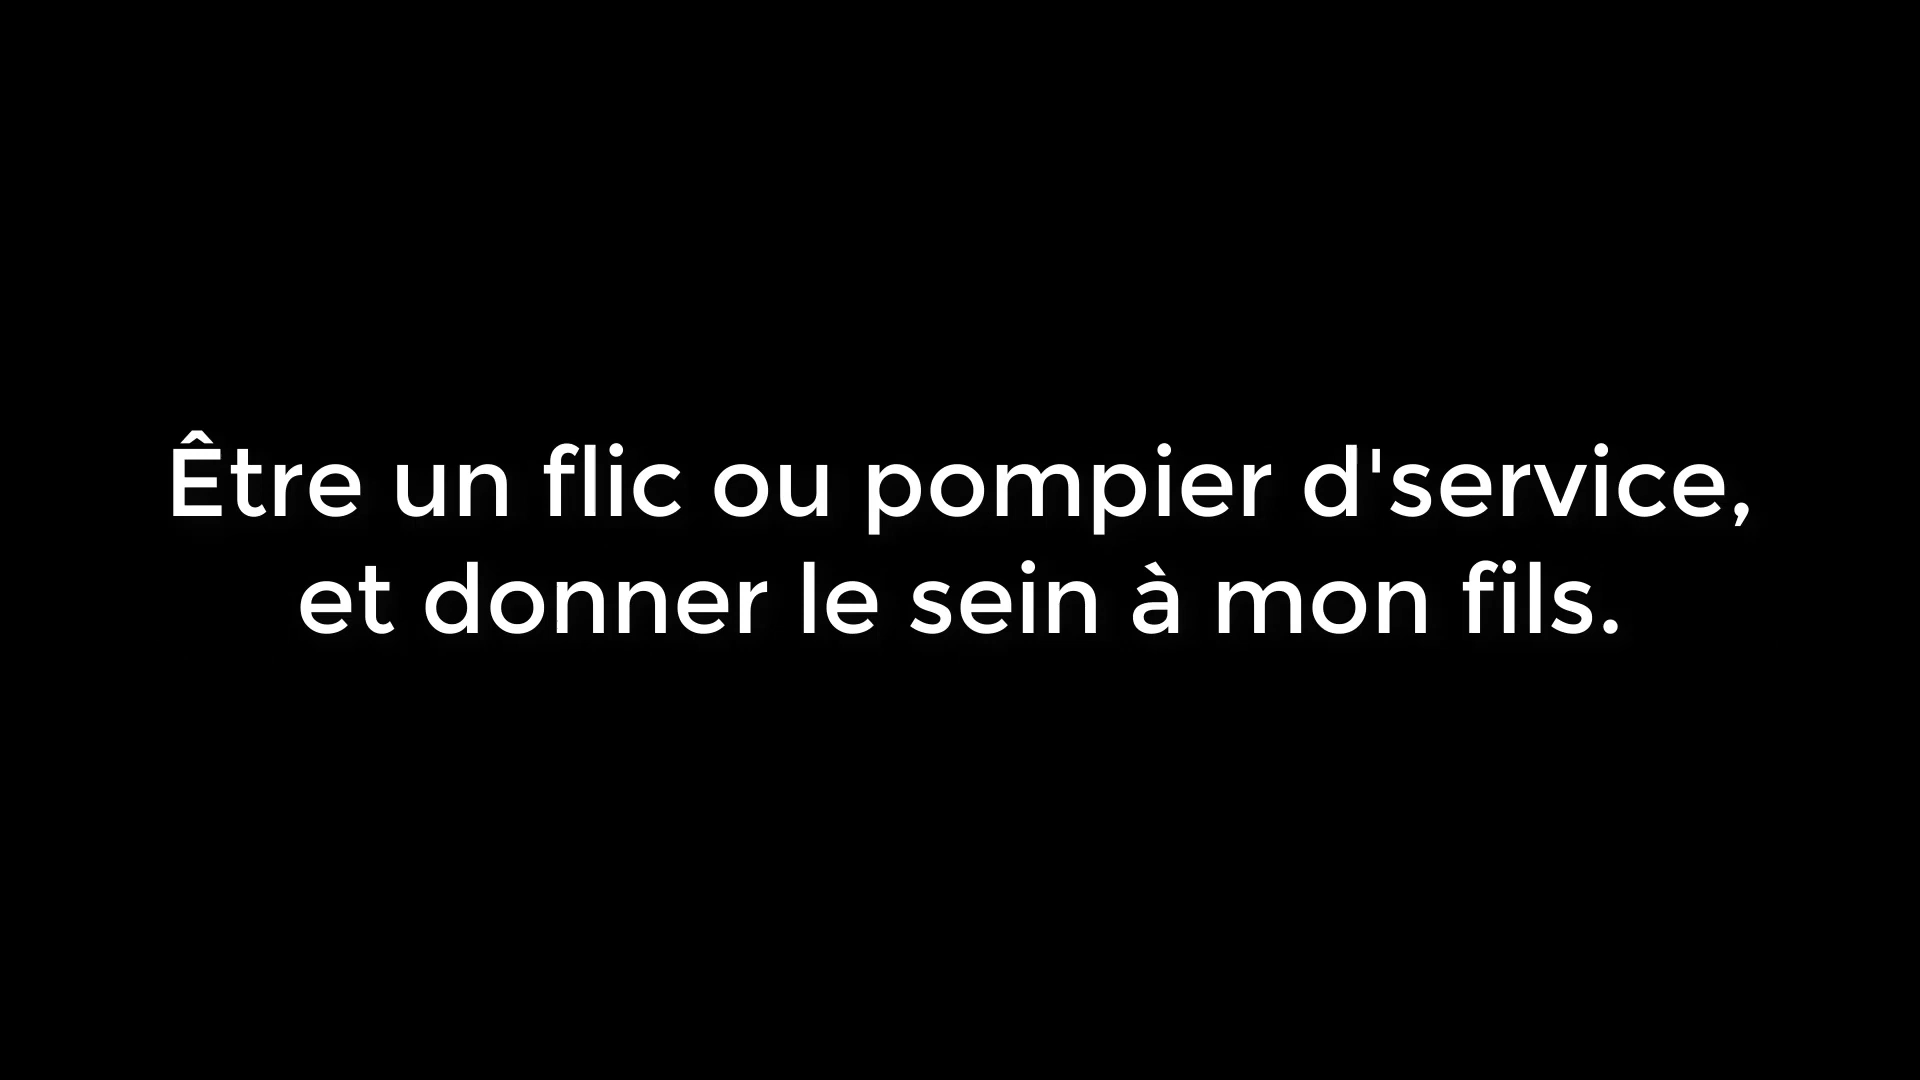 Être un flic ou pompier d'service,
et donner le sein à mon fils.